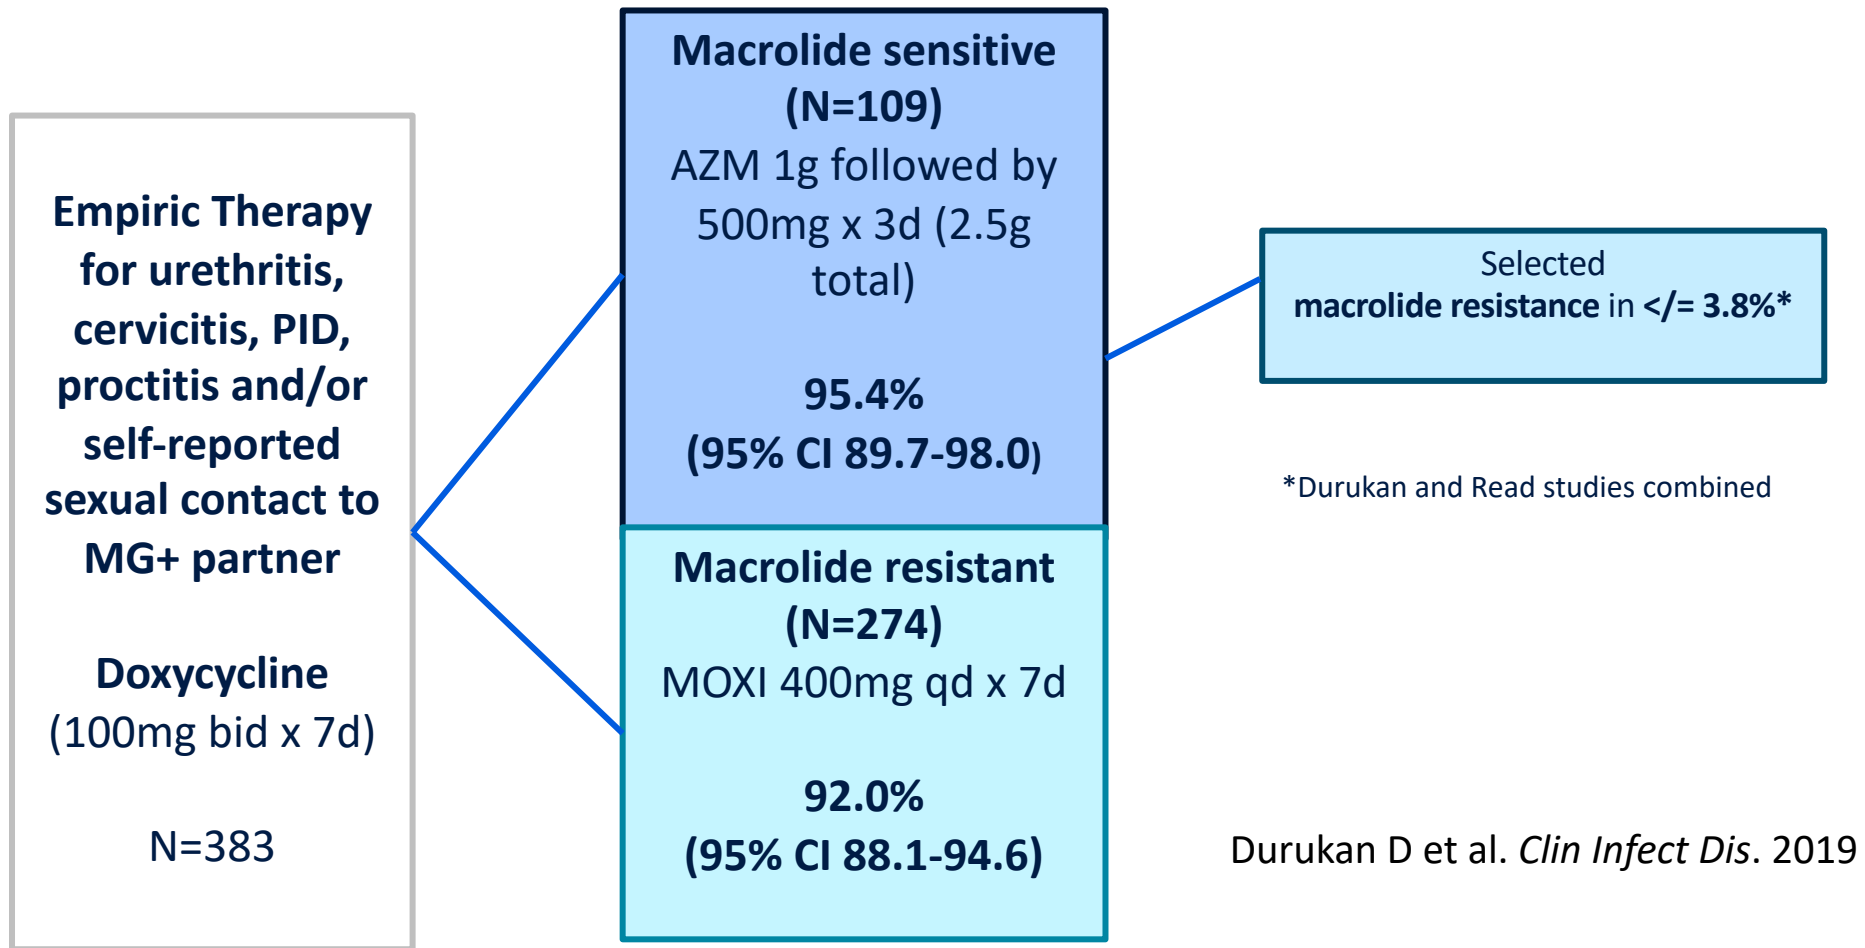 Empiric Therapy
for urethritis,
cervicitis, PID,
proctitis and/or
self-reported
sexual contact to
MG+ partner
Doxycycline
(100mg bid x 7d)
N=383
Macrolide sensitive
(N=109)
AZM 1g followed by
500mg x 3d (2.5g
total)
95.4%
(95% CI 89.7-98.0)
Macrolide resistant
(N=274)
MOXI 400mg qd x 7d
92.0%
(95% CI 88.1-94.6)
Selected
macrolide resistance in </= 3.8%*
*Durukan and Read studies combined
Durukan D et al. Clin Infect Dis. 2019